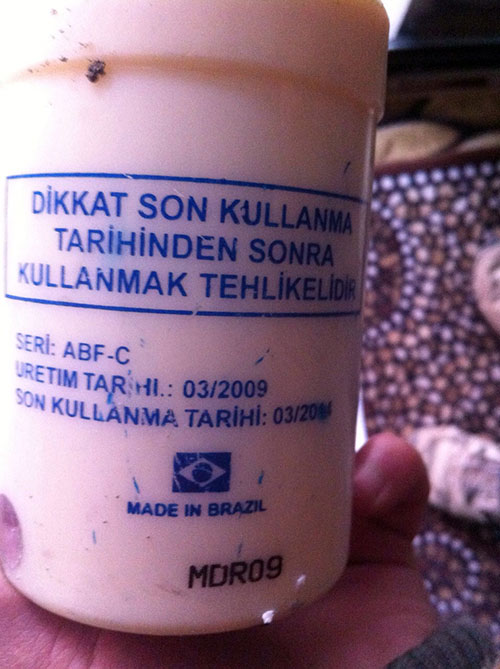 DİKKAT SON KULLANMA
TARİHİNDEN SONRA
KULLANMAK TEHLİKELİDİR
SERİ: ABF-C
URETIM TARİHI.: 03/2009
SON KULLANMA TARİHİ:
MADE IN BRAZIL
MDR09